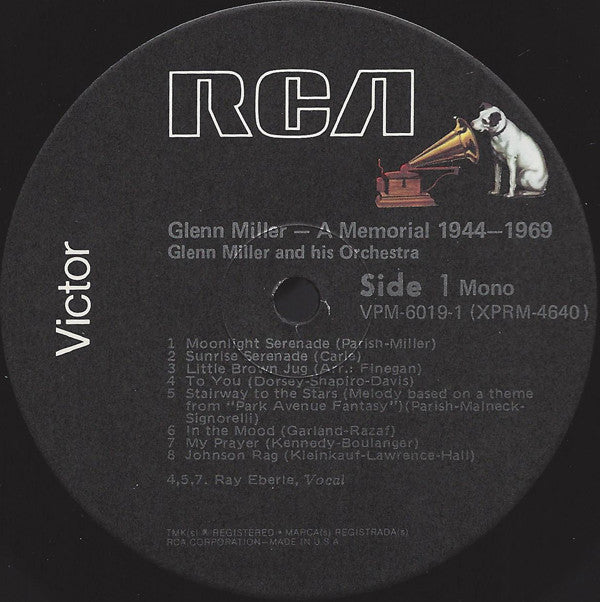 RCA
Victor
Glenn Miller – A Memorial 1944–1969
Glenn Miller and his Orchestra
Side 1 Mono
VPM-6019-1 (XPRM-4640)
1 Moonlight Serenade (Parish-Miller)
2 Sunrise Serenade (Carle)
3 Little Brown Jug (Arr.: Finegan)
4 To You (Dorsey-Shapiro-Davis)
5 Stairway to the Stars (Melody based on a theme
from "Park Avenue Fantasy")(Parish-Malneck-
Signorelli)
6 In the Mood (Garland-Razaf)
7 My Prayer (Kennedy-Boulanger)
8 Johnson Rag (Kleinkauf-Lawrence-Hall)
4,5,7. Ray Eberle, Vocal
TMK(s) ® REGISTERED • MARCA(s) REGISTRADA(s)
RCA CORPORATION–MADE IN U.S.A.